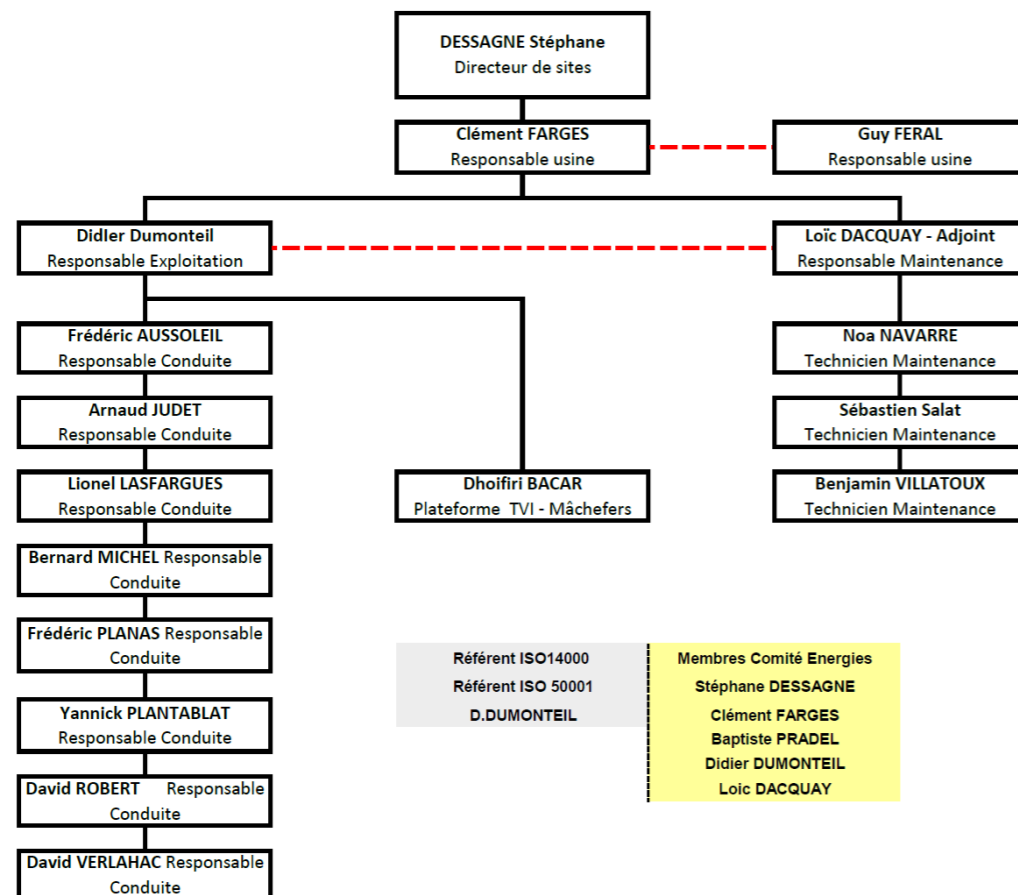 DESSAGNE Stéphane
Directeur de sites
Clément FARGES
Responsable usine
Guy FERAL
Responsable usine
Didler Dumonteil
Responsable Exploitation
Loïc DACQUAY - Adjoint
Responsable Maintenance
Frédéric AUSSOLEIL
Responsable Conduite
Noa NAVARRE
Technicien Maintenance
Arnaud JUDET
Responsable Conduite
Sébastien Salat
Technicien Maintenance
Lionel LASFARGUES
Responsable Conduite
Dhoifiri BACAR
Plateforme TVI - Mâchefers
Benjamin VILLATOUX
Technicien Maintenance
Bernard MICHEL Responsable
Conduite
Frédéric PLANAS Responsable
Conduite
Yannick PLANTABLAT
Responsable Conduite
David ROBERT Responsable
Conduite
David VERLAHAC Responsable
Conduite
Référent ISO14000
Référent ISO 50001
D.DUMONTEIL
Membres Comité Energies
Stéphane DESSAGNE
Clément FARGES
Baptiste PRADEL
Didier DUMONTEIL
Loic DACQUAY